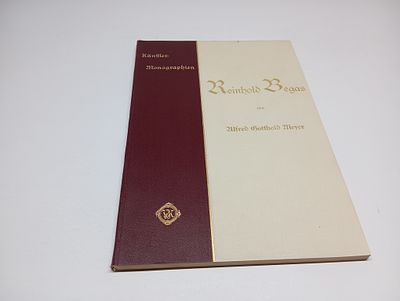 Künstler-
Monographien
Reinhold Begas
von
Alfred Gotthold Meyer